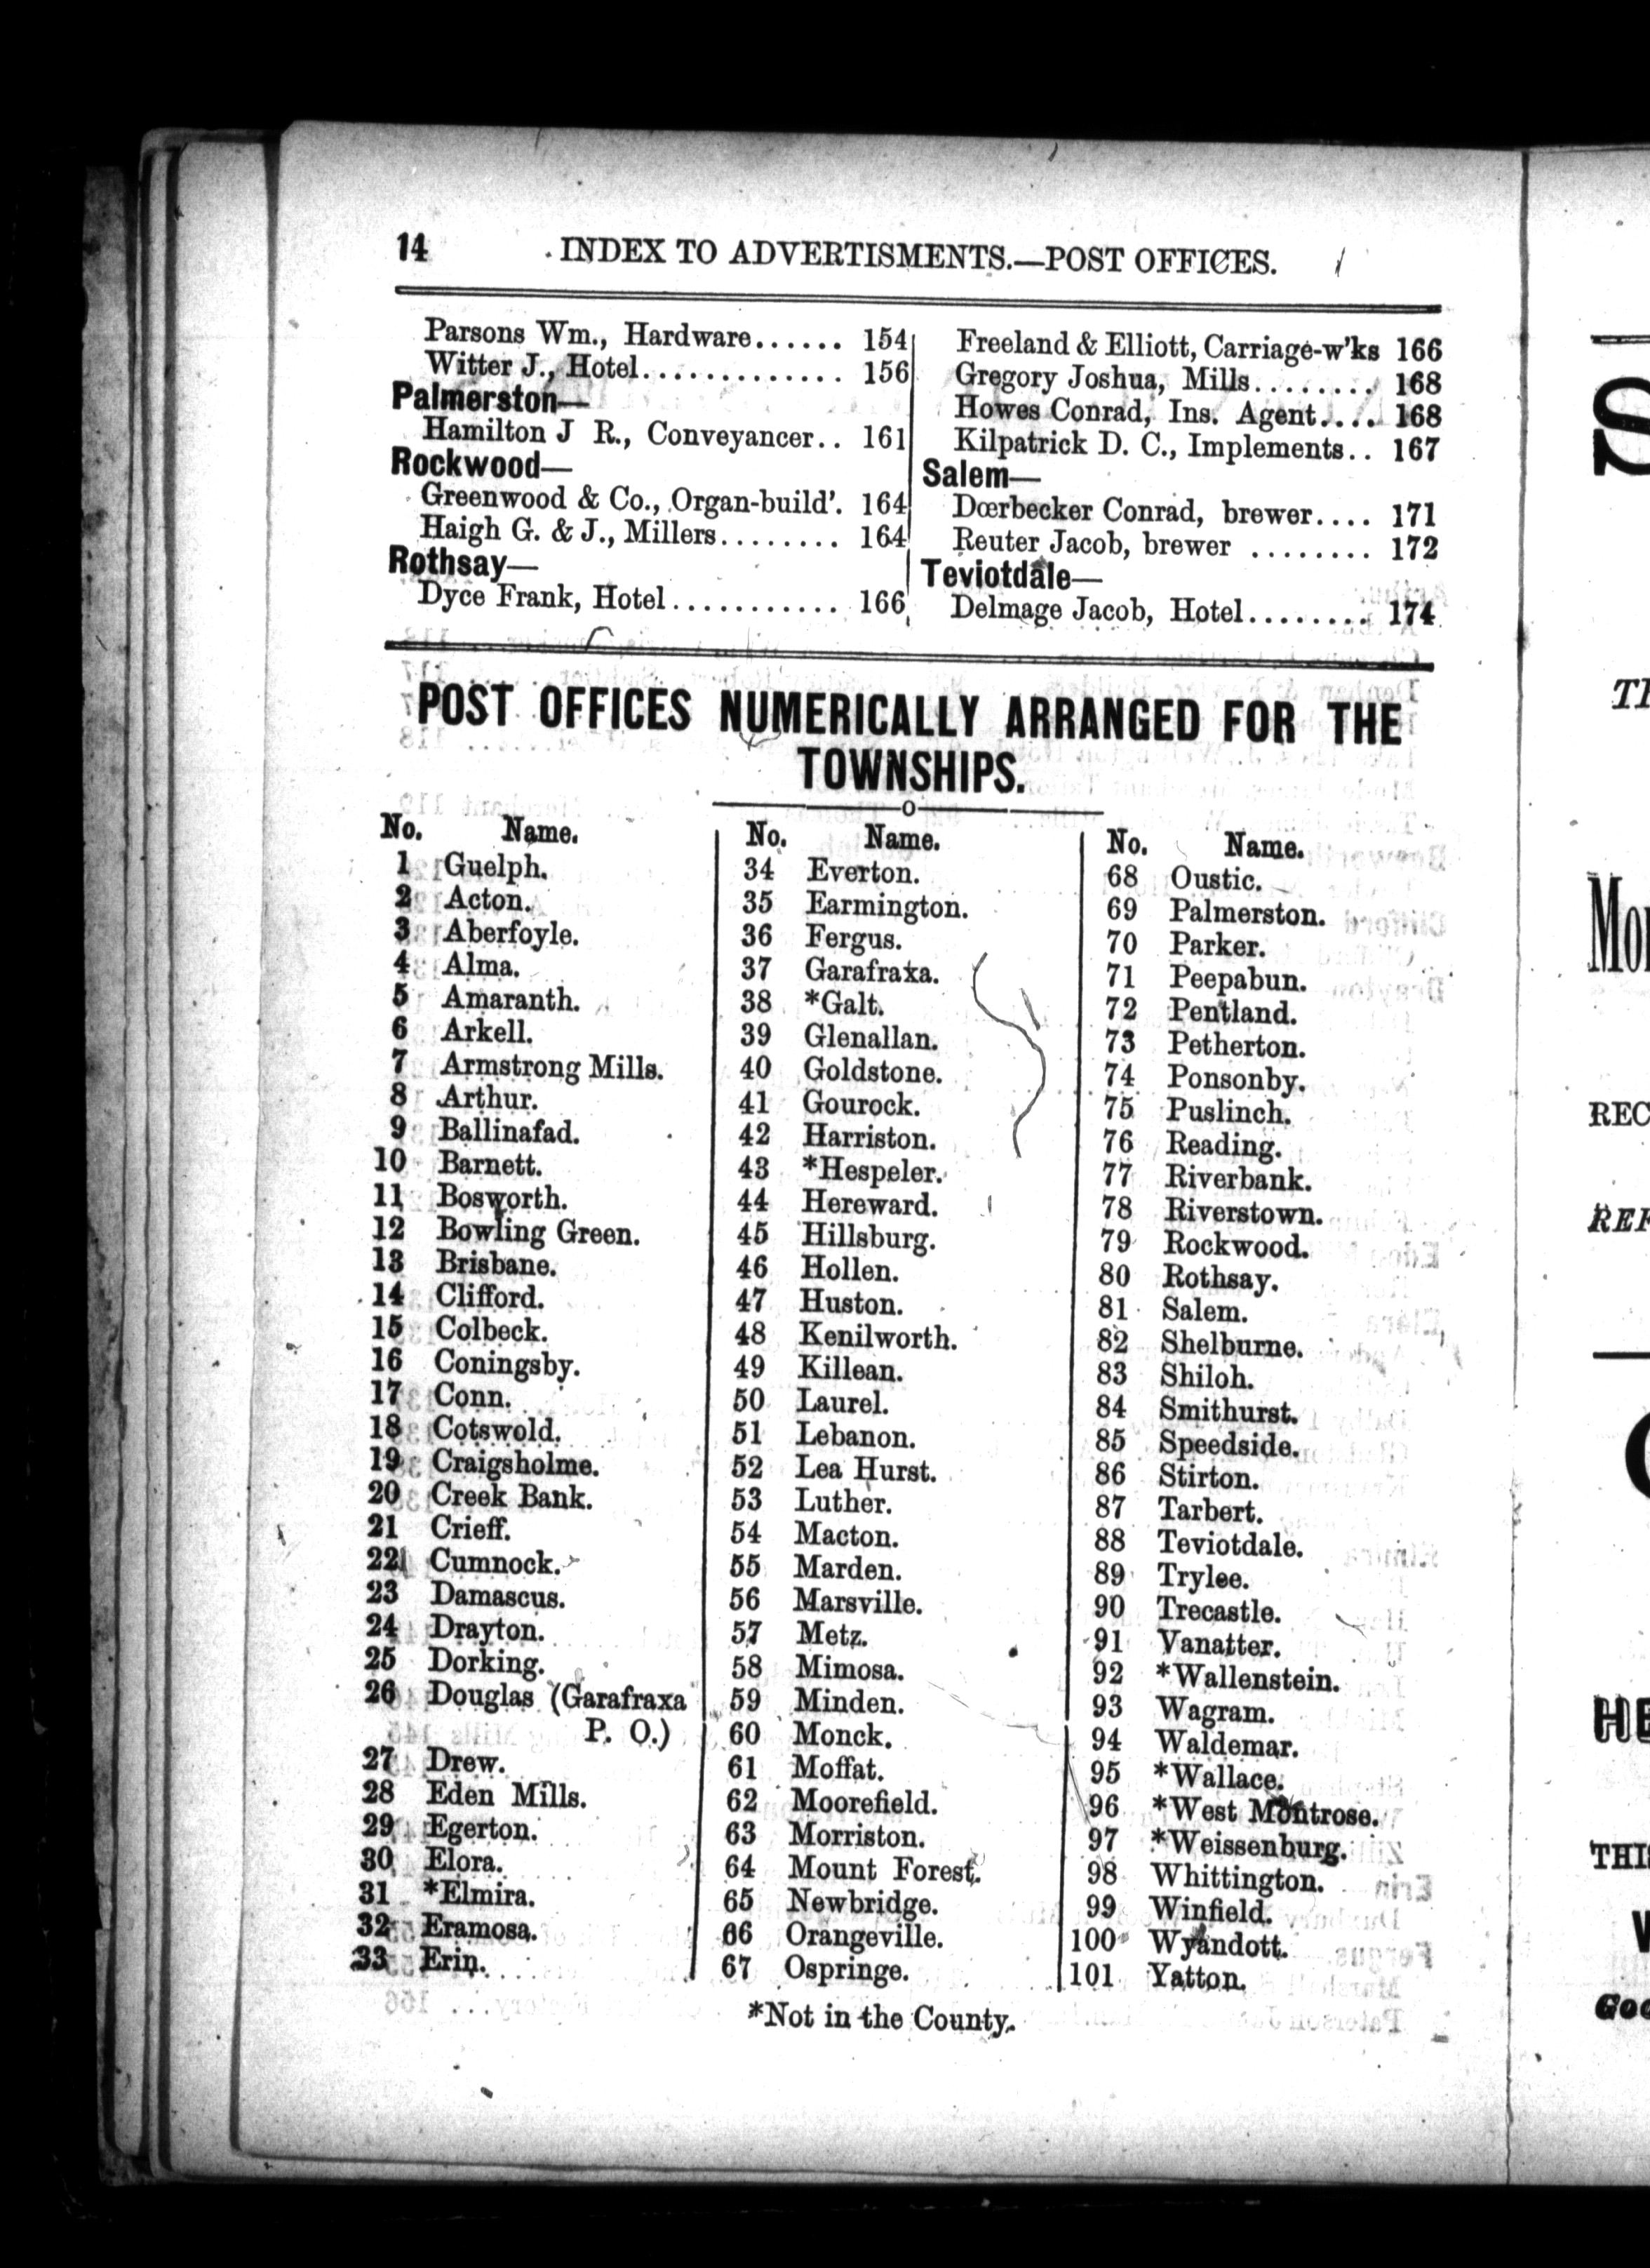 14 INDEX TO ADVERTISMENTS.—POST OFFICES.
Parsons Wm., Hardware...... 154
Witter J., Hotel............. 156
Palmerston—
Hamilton J R., Conveyancer.. 161
Rockwood—
Greenwood & Co., Organ-build'. 164
Haigh G. & J., Millers........ 164
Rothsay—
Dyce Frank, Hotel........... 166
Freeland & Elliott, Carriage-w'ks 166
Gregory Joshua, Mills........ 168
Howes Conrad, Ins. Agent.... 168
Kilpatrick D. C., Implements.. 167
Salem—
Dœrbecker Conrad, brewer.... 171
Reuter Jacob, brewer ........ 172
Teviotdale—
Delmage Jacob, Hotel........ 174
POST OFFICES NUMERICALLY ARRANGED FOR THE
TOWNSHIPS.
No. Name.
1 Guelph.
2 Acton.
3 Aberfoyle.
4 Alma.
5 Amaranth.
6 Arkell.
7 Armstrong Mills.
8 Arthur.
9 Ballinafad.
10 Barnett.
11 Bosworth.
12 Bowling Green.
13 Brisbane.
14 Clifford.
15 Colbeck.
16 Coningsby.
17 Conn.
18 Cotswold.
19 Craigsholme.
20 Creek Bank.
21 Crieff.
22 Cumnock.
23 Damascus.
24 Drayton.
25 Dorking.
26 Douglas (Garafraxa
P. O.)
27 Drew.
28 Eden Mills.
29 Egerton.
30 Elora.
31 *Elmira.
32 Eramosa.
33 Erin.
No. Name.
34 Everton.
35 Earmington.
36 Fergus.
37 Garafraxa.
38 *Galt.
39 Glenallan.
40 Goldstone.
41 Gourock.
42 Harriston.
43 *Hespeler.
44 Hereward.
45 Hillsburg.
46 Hollen.
47 Huston.
48 Kenilworth.
49 Killean.
50 Laurel.
51 Lebanon.
52 Lea Hurst.
53 Luther.
54 Macton.
55 Marden.
56 Marsville.
57 Metz.
58 Mimosa.
59 Minden.
60 Monck.
61 Moffat.
62 Moorefield.
63 Morriston.
64 Mount Forest.
65 Newbridge.
66 Orangeville.
67 Ospringe.
No. Name.
68 Oustic.
69 Palmerston.
70 Parker.
71 Peepabun.
72 Pentland.
73 Petherton.
74 Ponsonby.
75 Puslinch.
76 Reading.
77 Riverbank.
78 Riverstown.
79 Rockwood.
80 Rothsay.
81 Salem.
82 Shelburne.
83 Shiloh.
84 Smithurst.
85 Speedside.
86 Stirton.
87 Tarbert.
88 Teviotdale.
89 Trylee.
90 Trecastle.
91 Vanatter.
92 *Wallenstein.
93 Wagram.
94 Waldemar.
95 *Wallace.
96 *West Montrose.
97 *Weissenburg.
98 Whittington.
99 Winfield.
100 Wyandott.
101 Yatton.
*Not in the County.